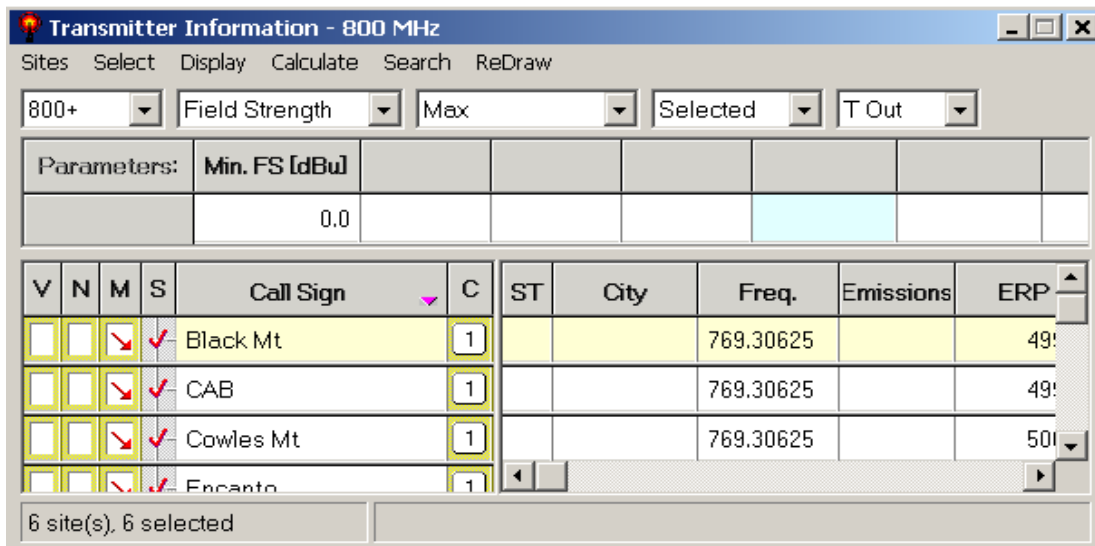 Transmitter Information - 800 MHz
Sites Select Display Calculate Search ReDraw
800+ Field Strength Max Selected T Out
Parameters: Min. FS [dBu]
0.0
V N M S Call Sign C ST City Freq. Emissions ERP
Black Mt 1 769.30625
CAB 1 769.30625
Cowles Mt 1 769.30625
Encanto 1
6 site(s), 6 selected